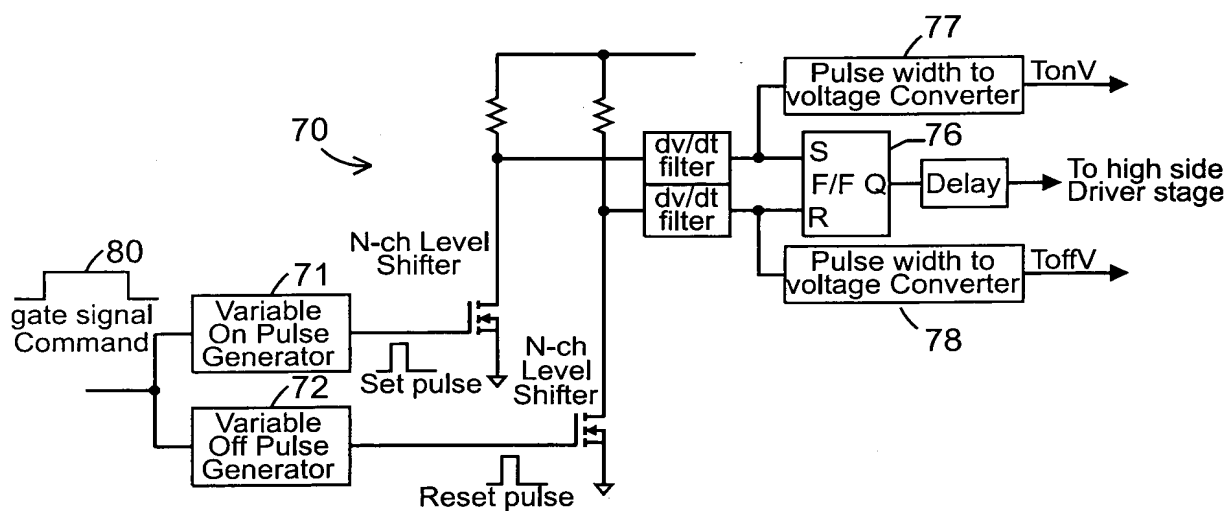 77
Pulse width to
voltage Converter
TonV
70
dv/dt
filter
dv/dt
filter
S
F/F Q
R
76
Delay
To high side
Driver stage
N-ch Level
Shifter
80
gate signal
Command
71
Variable
On Pulse
Generator
Set pulse
N-ch
Level
Shifter
Pulse width to
voltage Converter
ToffV
78
72
Variable
Off Pulse
Generator
Reset pulse